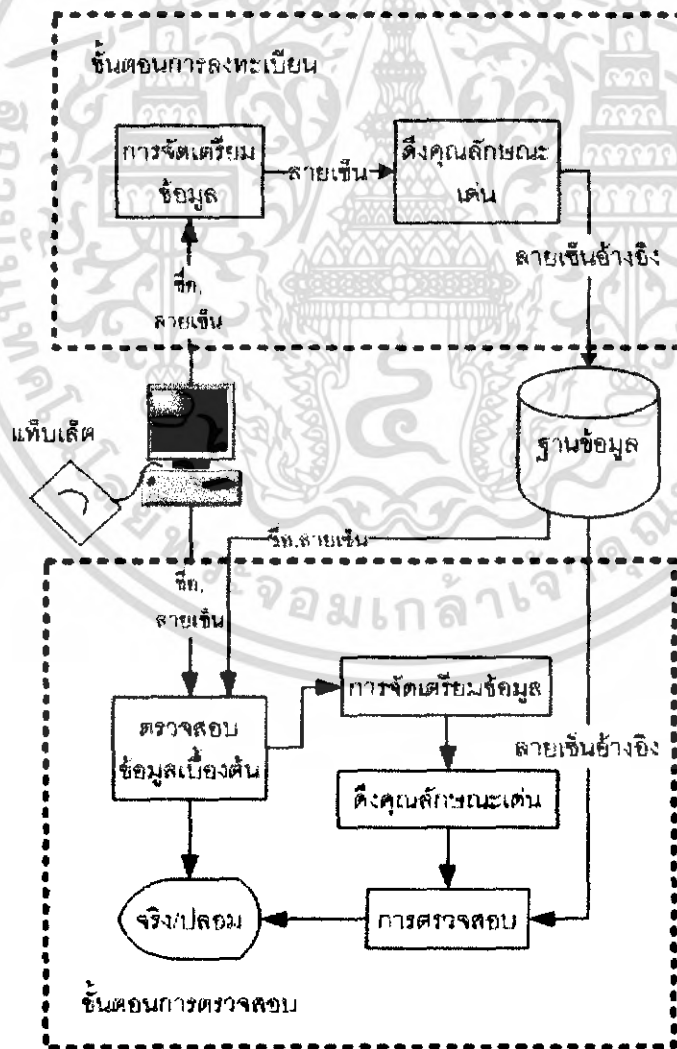 ขั้นตอนการลงทะเบียน
การจัดเตรียม
ข้อมูล
ลายเซ็น
ดึงคุณลักษณะ
เด่น
ลายเซ็นอ้างอิง
ชื่อ,
ลายเซ็น
แท็บเล็ต
ฐานข้อมูล
ชื่อ,ลายเซ็น
ชื่อ,
ลายเซ็น
ตรวจสอบ
ข้อมูลเบื้องต้น
การจัดเตรียมข้อมูล
ลายเซ็นอ้างอิง
ดึงคุณลักษณะเด่น
จริง/ปลอม
การตรวจสอบ
ขั้นตอนการตรวจสอบ